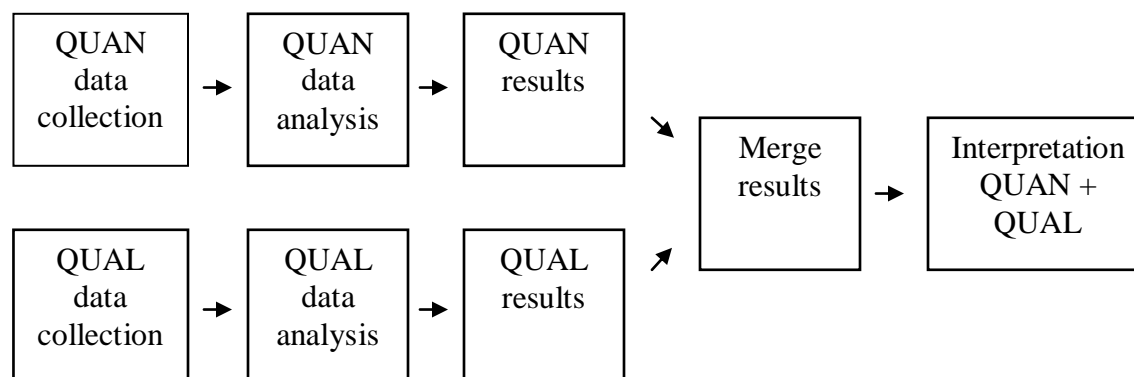 QUAN
data
collection
QUAN
data
analysis
QUAN
results
QUAL
data
collection
QUAL
data
analysis
QUAL
results
Merge
results
Interpretation
QUAN +
QUAL